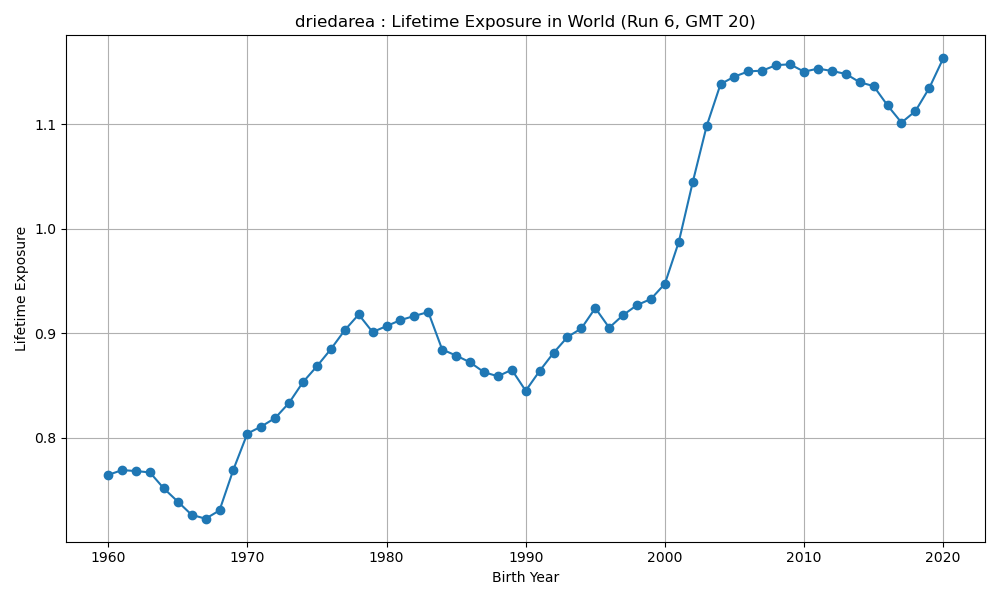 driedarea : Lifetime Exposure in World (Run 6, GMT 20)
Lifetime Exposure
1.1
1.0
0.9
0.8
1960 1970 1980 1990 2000 2010 2020
Birth Year